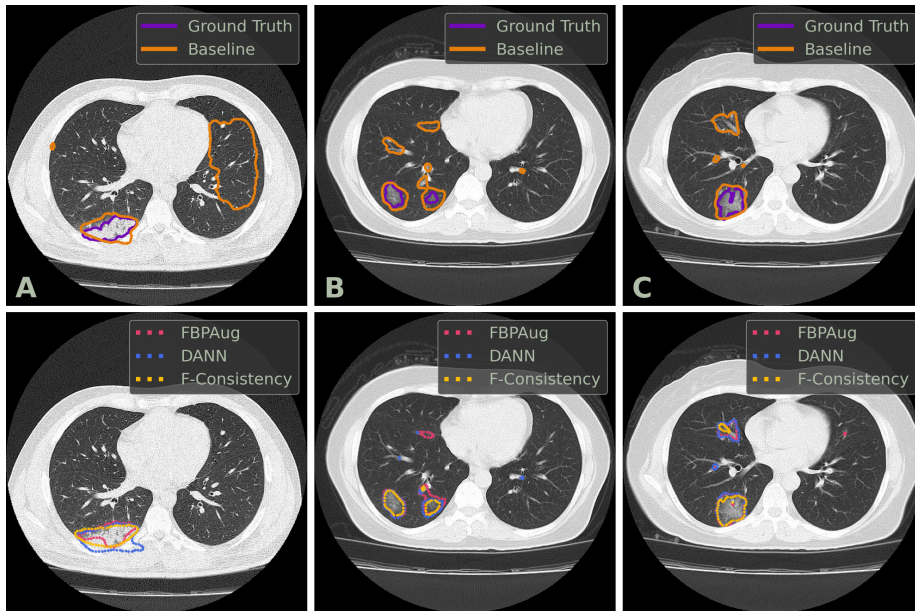 Ground Truth
Baseline
A
Ground Truth
Baseline
B
Ground Truth
Baseline
C
FBPAug
DANN
F-Consistency
FBPAug
DANN
F-Consistency
FBPAug
DANN
F-Consistency